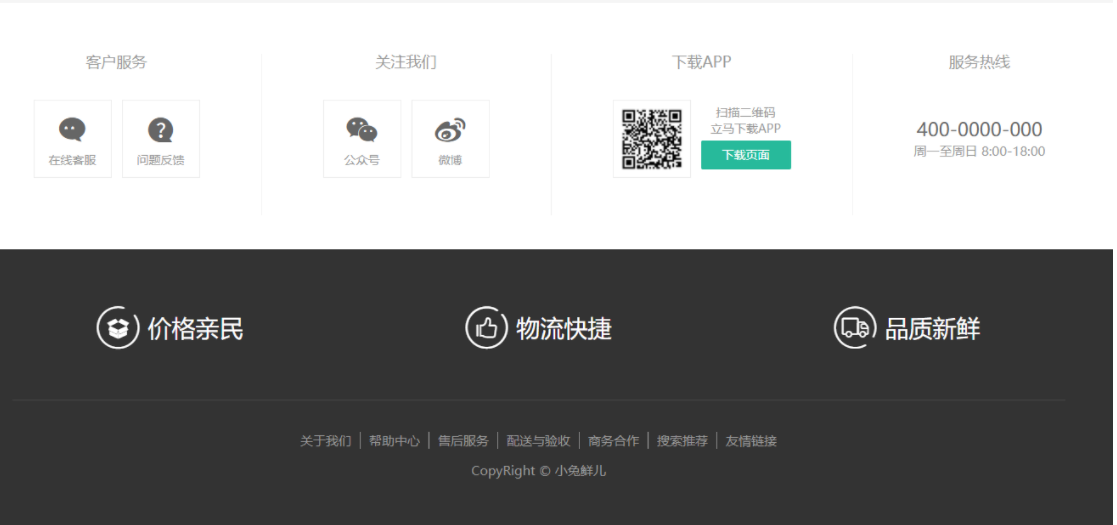 客户服务
在线客服
问题反馈
关注我们
公众号
微博
下载APP
扫描二维码
立马下载APP
下载页面
服务热线
400-0000-000
周一至周日 8:00-18:00
价格亲民
物流快捷
品质新鲜
关于我们 | 帮助中心 | 售后服务 | 配送与验收 | 商务合作 | 搜索推荐 | 友情链接
CopyRight © 小兔鲜儿